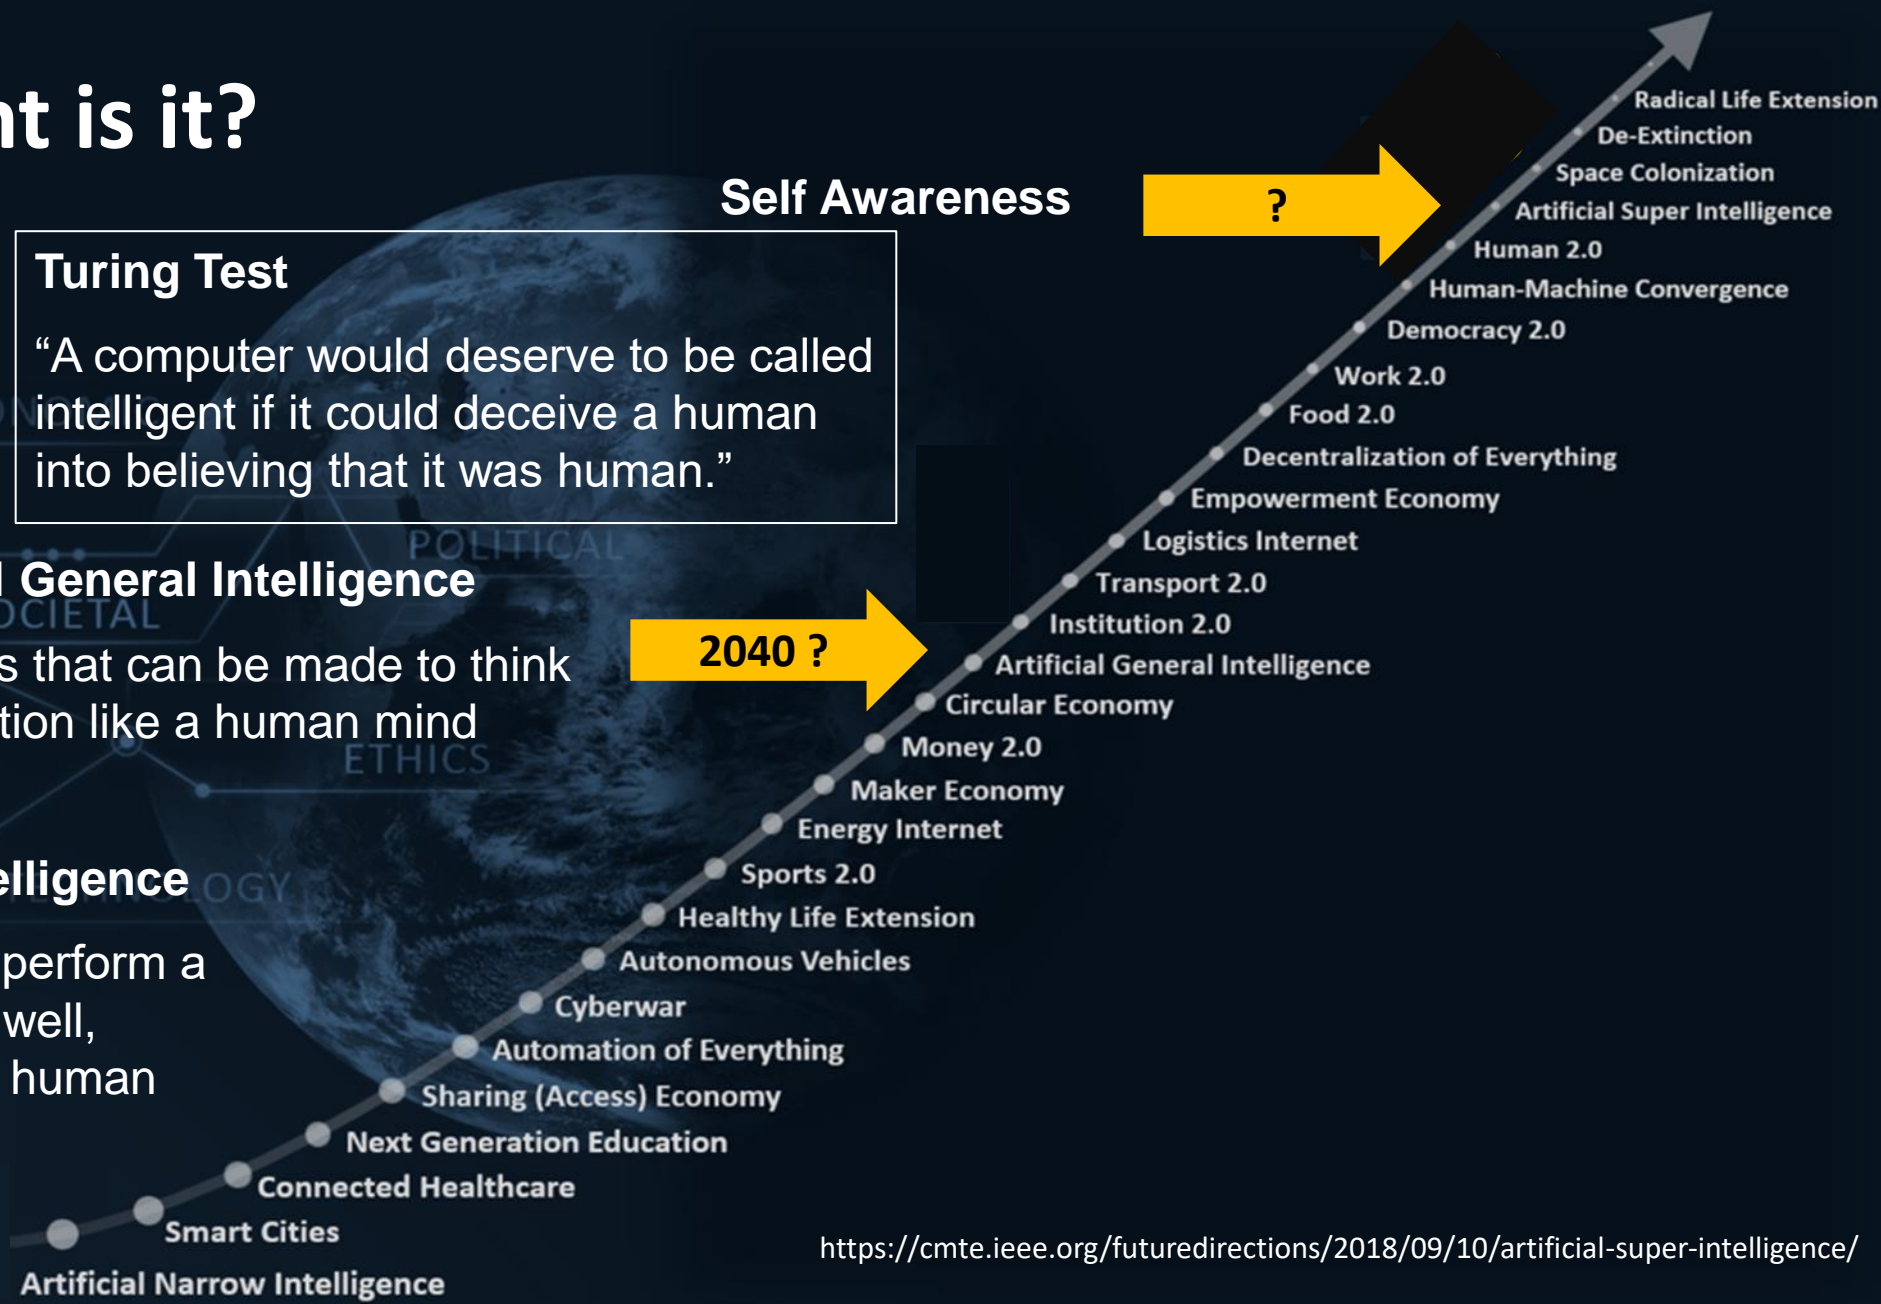 nt is it?
Self Awareness
?
Turing Test
“A computer would deserve to be called
intelligent if it could deceive a human
into believing that it was human.”
POLITICAL
l General Intelligence
OCIETAL
s that can be made to think
tion like a human mind
ETHICS
2040 ?
elligence
OGY
perform a
well,
human
Radical Life Extension
De-Extinction
Space Colonization
Artificial Super Intelligence
Human 2.0
Human-Machine Convergence
Democracy 2.0
Work 2.0
Food 2.0
Decentralization of Everything
Empowerment Economy
Logistics Internet
Transport 2.0
Institution 2.0
Artificial General Intelligence
Circular Economy
Money 2.0
Maker Economy
Energy Internet
Sports 2.0
Healthy Life Extension
Autonomous Vehicles
Cyberwar
Automation of Everything
Sharing (Access) Economy
Next Generation Education
Connected Healthcare
Smart Cities
Artificial Narrow Intelligence
https://cmte.ieee.org/futuredirections/2018/09/10/artificial-super-intelligence/